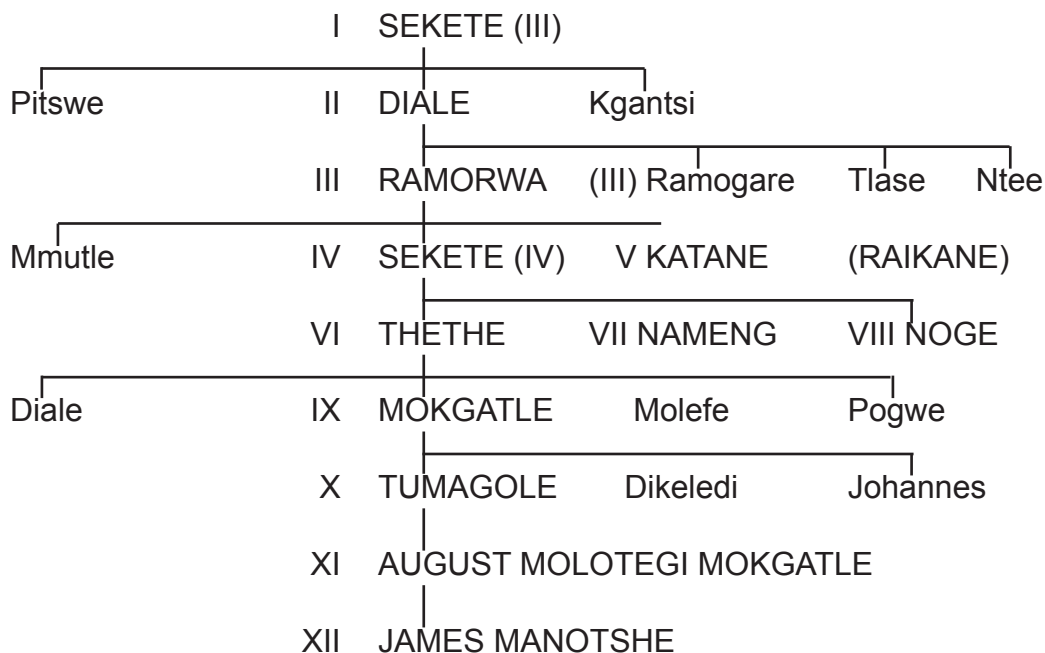 I SEKETE (III)
Pitswe II DIALE Kgantsi
III RAMORWA (III) Ramogare Tlase Ntee
Mmutle IV SEKETE (IV) V KATANE (RAIKANE)
VI THETHE VII NAMENG VIII NOGE
Diale IX MOKGATLE Molefe Pogwe
X TUMAGOLE Dikeledi Johannes
XI AUGUST MOLOTEGI MOKGATLE
XII JAMES MANOTSHE